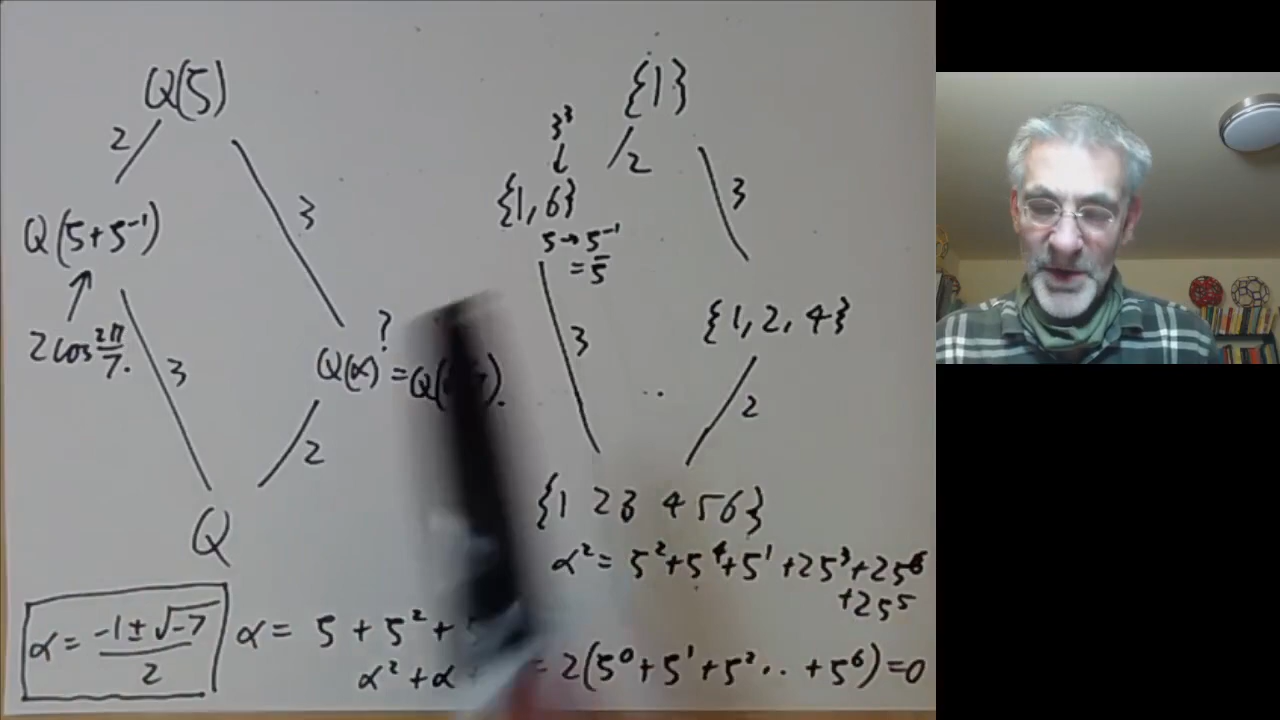 Q(ζ)
2
3
Q(ζ+ζ⁻¹)
2cos 2π/7.
3
?
Q(α) = Q(
2
Q
α = (-1±√-7)/2
α = ζ + ζ² +
α² + α
= 2(ζ⁰ + ζ¹ + ζ² .. + ζ⁶) = 0
{1}
3³
↓
2
3
{1,6}
ζ → ζ⁻¹
= ζ̄
3
{1,2,4}
2
{1 2 3 4 5 6}
α² = ζ² + ζ⁴ + ζ¹ + 2ζ³ + 2ζ⁶
+2ζ⁵